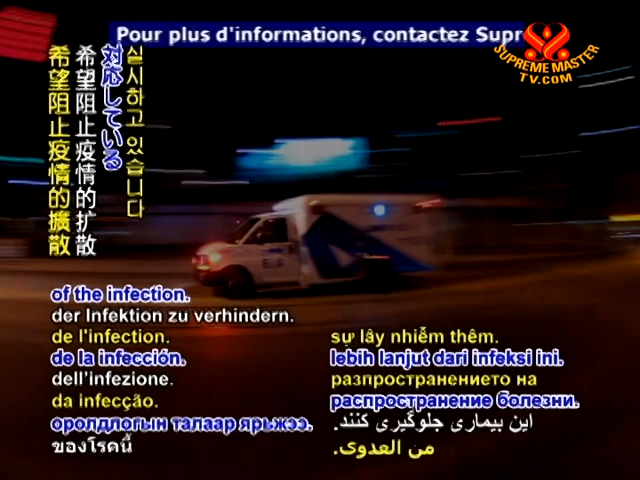 Pour plus d'informations, contactez Supre
SUPREME MASTER
TV.COM
실시하고 있습니다
対応している
希望阻止疫情的扩散
希望阻止疫情的擴散
of the infection.
der Infektion zu verhindern.
de l'infection.
de la infección.
dell'infezione.
da infecção.
оролдлогын талаар ярьжээ.
ของโรคนี้
sự lây nhiễm thêm.
lebih lanjut dari infeksi ini.
разпространението на
распространение болезни.
این بیماری جلوگیری کنند.
من العدوى.